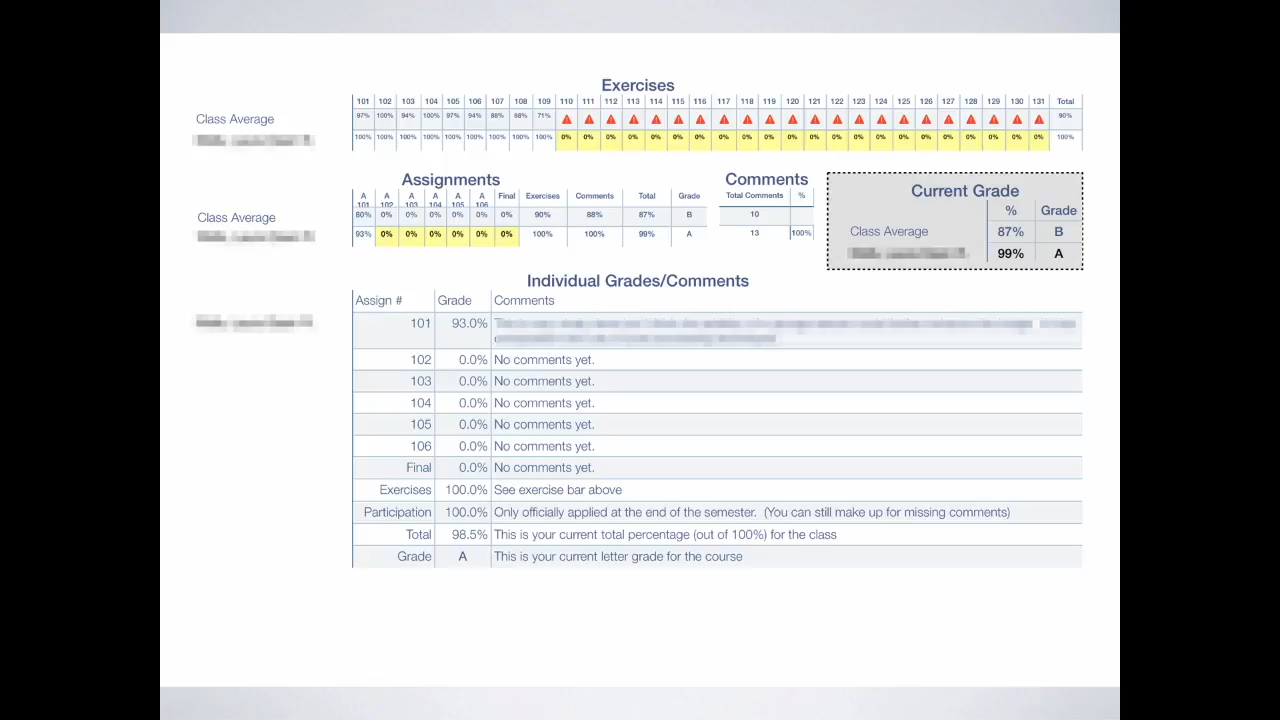 Exercises
101 102 103 104 105 106 107 108 109 110 111 112 113 114 115 116 117 118 119 120 121 122 123 124 125 126 127 128 129 130 131 Total
Class Average 97% 100% 94% 100% 97% 94% 88% 88% 71% 90%
100% 100% 100% 100% 100% 100% 100% 100% 100% 0% 0% 0% 0% 0% 0% 0% 0% 0% 0% 0% 0% 0% 0% 0% 0% 0% 0% 0% 0% 0% 0% 100%
Assignments
A 101 A 102 A 103 A 104 A 105 A 106 Final Exercises Comments Total Grade
Class Average 80% 0% 0% 0% 0% 0% 0% 90% 88% 87% B
93% 0% 0% 0% 0% 0% 0% 100% 100% 99% A
Comments
Total Comments %
10
13 100%
Current Grade
% Grade
Class Average 87% B
99% A
Individual Grades/Comments
Assign # Grade Comments
101 93.0%
102 0.0% No comments yet.
103 0.0% No comments yet.
104 0.0% No comments yet.
105 0.0% No comments yet.
106 0.0% No comments yet.
Final 0.0% No comments yet.
Exercises 100.0% See exercise bar above
Participation 100.0% Only officially applied at the end of the semester. (You can still make up for missing comments)
Total 98.5% This is your current total percentage (out of 100%) for the class
Grade A This is your current letter grade for the course